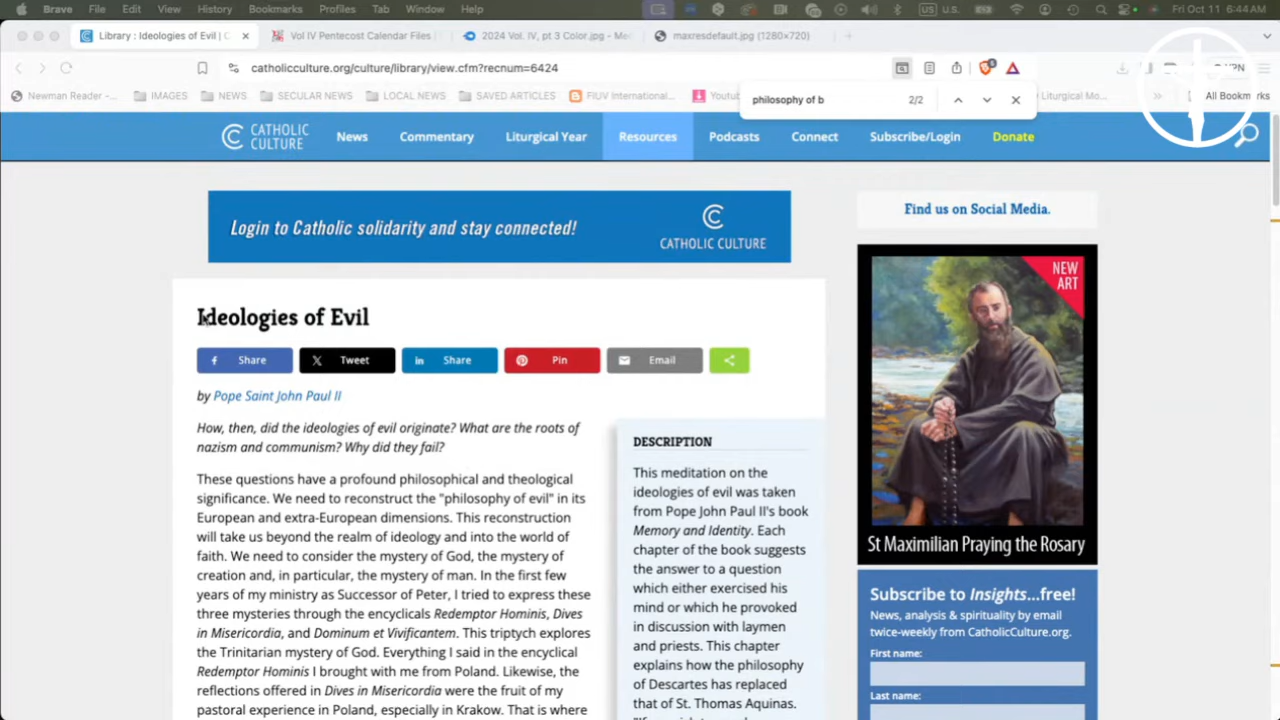 Brave File Edit View History Bookmarks Profiles Tab Window Help U.S. Fri Oct 11 6:44 AM
Library : Ideologies of Evil | C Vol IV Pentecost Calendar Files | 2024 Vol. IV, pt 3 Color.jpg - Me maxresdefault.jpg (1280×720)
catholicculture.org/culture/library/view.cfm?recnum=6424 VPN
Newman Reader -... IMAGES NEWS SECULAR NEWS LOCAL NEWS SAVED ARTICLES FIUV International... Youtub Liturgical Mo... » All Bookmarks
philosophy of b 2/2
CATHOLIC CULTURE News Commentary Liturgical Year Resources Podcasts Connect Subscribe/Login Donate
Login to Catholic solidarity and stay connected!
CATHOLIC CULTURE
Find us on Social Media.
NEW
ART
Ideologies of Evil
Share Tweet Share Pin Email
by Pope Saint John Paul II
How, then, did the ideologies of evil originate? What are the roots of
nazism and communism? Why did they fail?
These questions have a profound philosophical and theological
significance. We need to reconstruct the "philosophy of evil" in its
European and extra-European dimensions. This reconstruction
will take us beyond the realm of ideology and into the world of
faith. We need to consider the mystery of God, the mystery of
creation and, in particular, the mystery of man. In the first few
years of my ministry as Successor of Peter, I tried to express these
three mysteries through the encyclicals Redemptor Hominis, Dives
in Misericordia, and Dominum et Vivificantem. This triptych explores
the Trinitarian mystery of God. Everything I said in the encyclical
Redemptor Hominis I brought with me from Poland. Likewise, the
reflections offered in Dives in Misericordia were the fruit of my
pastoral experience in Poland, especially in Krakow. That is where
DESCRIPTION
This meditation on the
ideologies of evil was taken
from Pope John Paul II's book
Memory and Identity. Each
chapter of the book suggests
the answer to a question
which either exercised his
mind or which he provoked
in discussion with laymen
and priests. This chapter
explains how the philosophy
of Descartes has replaced
that of St. Thomas Aquinas.
St Maximilian Praying the Rosary
Subscribe to Insights...free!
News, analysis & spirituality by email
twice-weekly from CatholicCulture.org.
First name:
Last name: